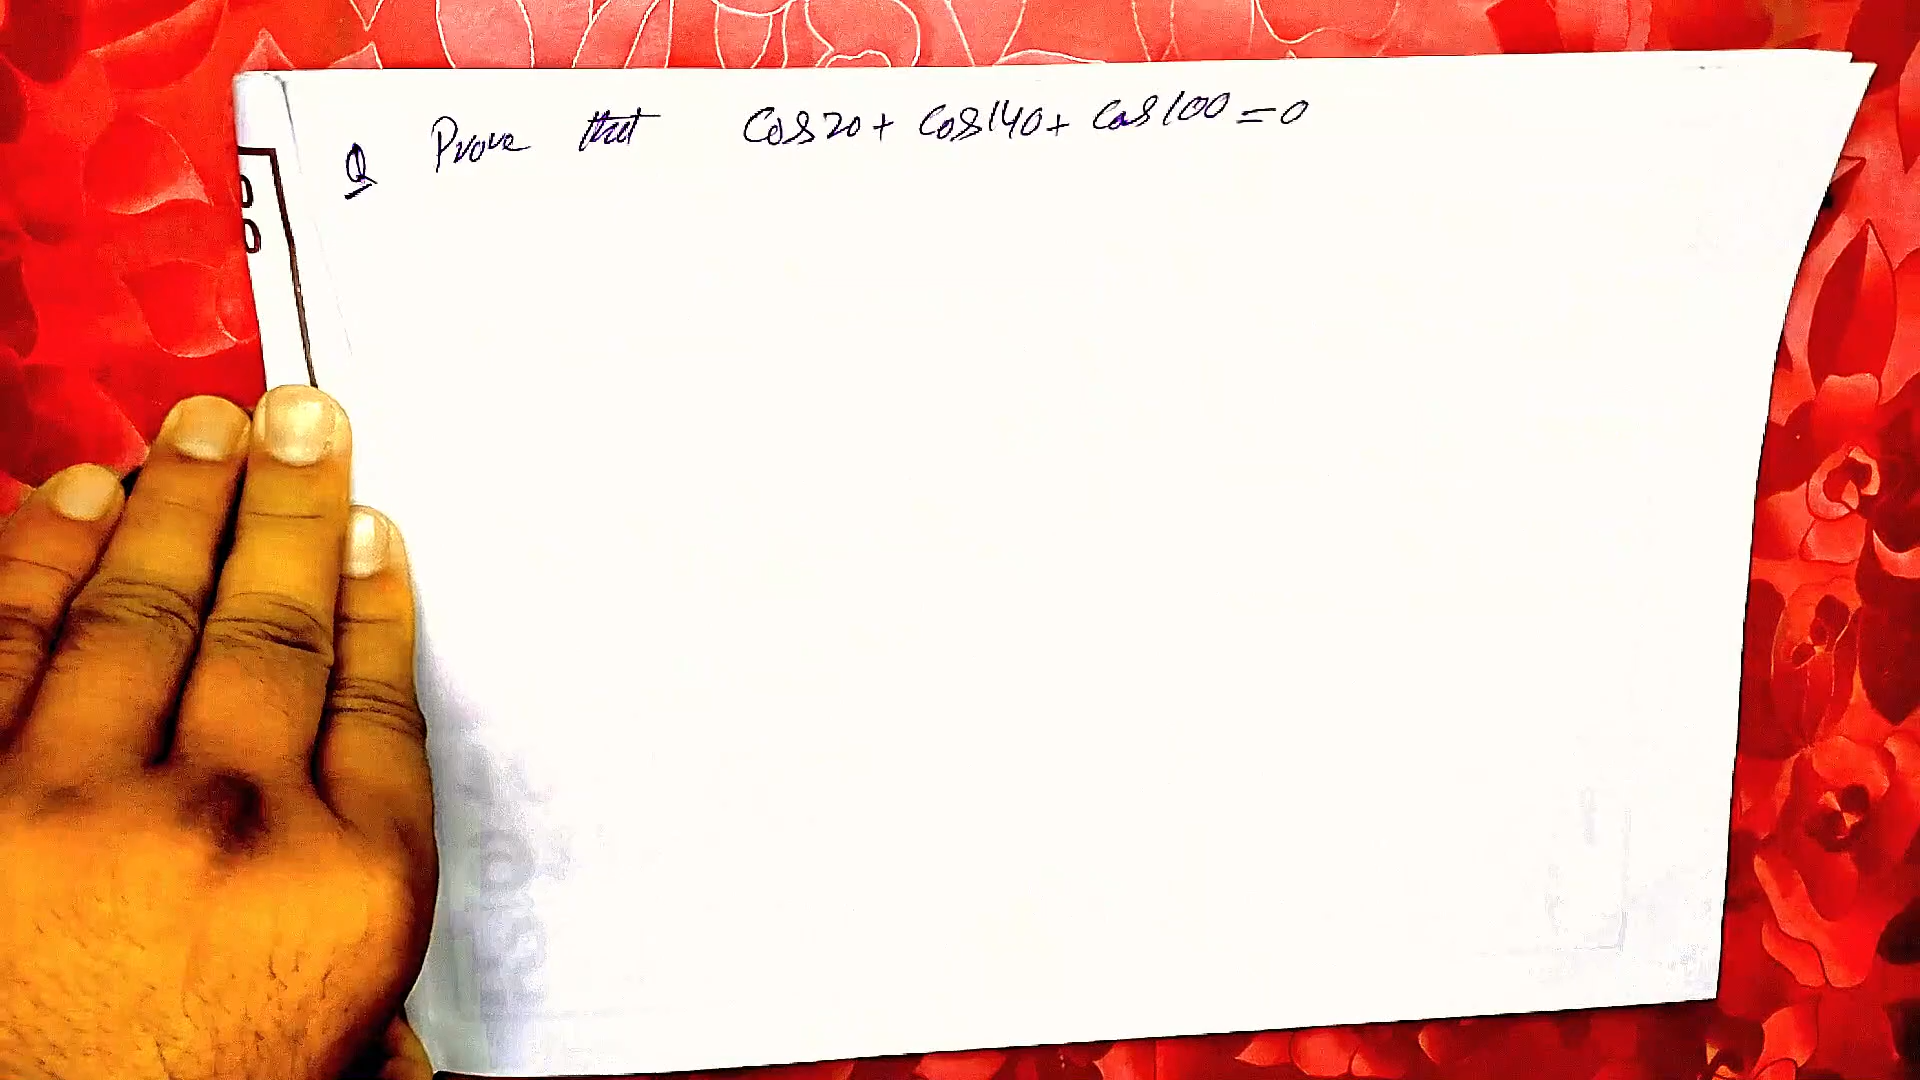 Q Prove that Cos20 + Cos140 + Cos100 = 0